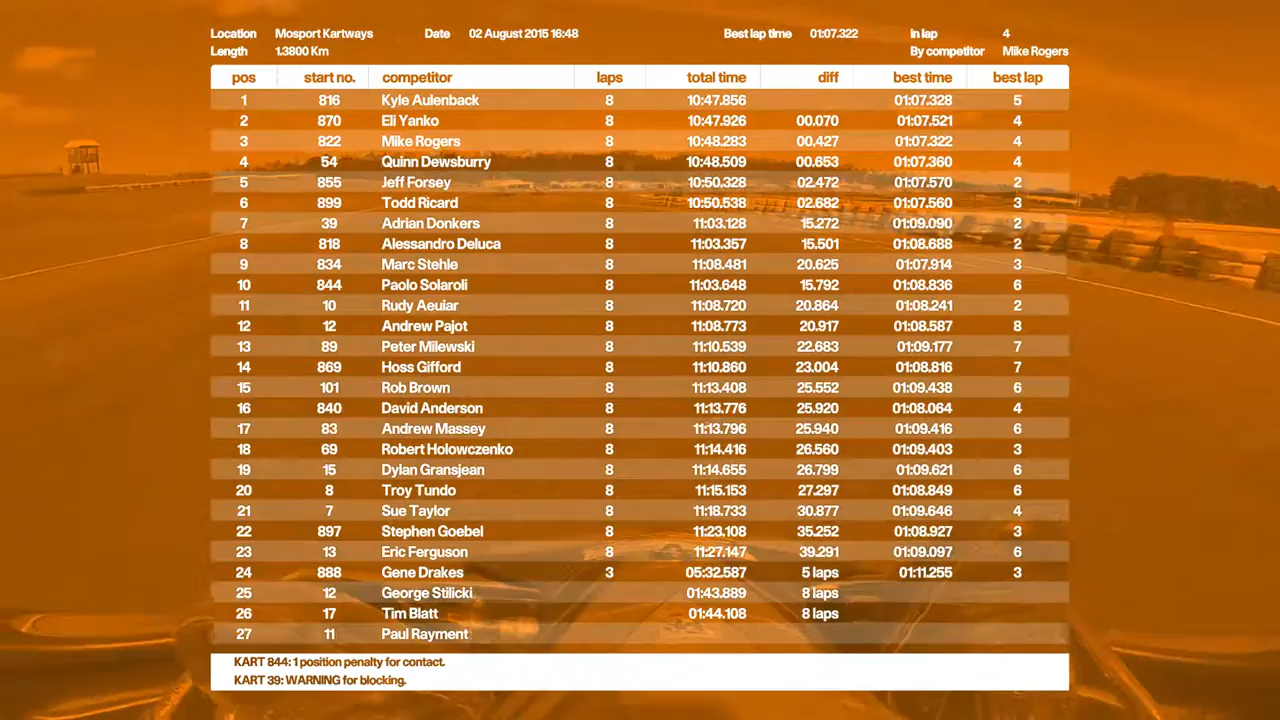 Location Mosport Kartways Date 02 August 2015 16:48 Best lap time 01:07.322 In lap 4
Length 1.3800 Km By competitor Mike Rogers
pos start no. competitor laps total time diff best time best lap
1 816 Kyle Aulenback 8 10:47.856 01:07.328 5
2 870 Eli Yanko 8 10:47.926 00.070 01:07.521 4
3 822 Mike Rogers 8 10:48.283 00.427 01:07.322 4
4 54 Quinn Dewsburry 8 10:48.509 00.653 01:07.360 4
5 855 Jeff Forsey 8 10:50.328 02.472 01:07.570 2
6 899 Todd Ricard 8 10:50.538 02.682 01:07.560 3
7 39 Adrian Donkers 8 11:03.128 15.272 01:09.090 2
8 818 Alessandro Deluca 8 11:03.357 15.501 01:08.688 2
9 834 Marc Stehle 8 11:08.481 20.625 01:07.914 3
10 844 Paolo Solaroli 8 11:03.648 15.792 01:08.836 6
11 10 Rudy Aeuiar 8 11:08.720 20.864 01:08.241 2
12 12 Andrew Pajot 8 11:08.773 20.917 01:08.587 8
13 89 Peter Milewski 8 11:10.539 22.683 01:09.177 7
14 869 Hoss Gifford 8 11:10.860 23.004 01:08.816 7
15 101 Rob Brown 8 11:13.408 25.552 01:09.438 6
16 840 David Anderson 8 11:13.776 25.920 01:08.064 4
17 83 Andrew Massey 8 11:13.796 25.940 01:09.416 6
18 69 Robert Holowczenko 8 11:14.416 26.560 01:09.403 3
19 15 Dylan Gransjean 8 11:14.655 26.799 01:09.621 6
20 8 Troy Tundo 8 11:15.153 27.297 01:08.849 6
21 7 Sue Taylor 8 11:18.733 30.877 01:09.646 4
22 897 Stephen Goebel 8 11:23.108 35.252 01:08.927 3
23 13 Eric Ferguson 8 11:27.147 39.291 01:09.097 6
24 888 Gene Drakes 3 05:32.587 5 laps 01:11.255 3
25 12 George Stilicki 01:43.889 8 laps
26 17 Tim Blatt 01:44.108 8 laps
27 11 Paul Rayment
KART 844: 1 position penalty for contact.
KART 39: WARNING for blocking.